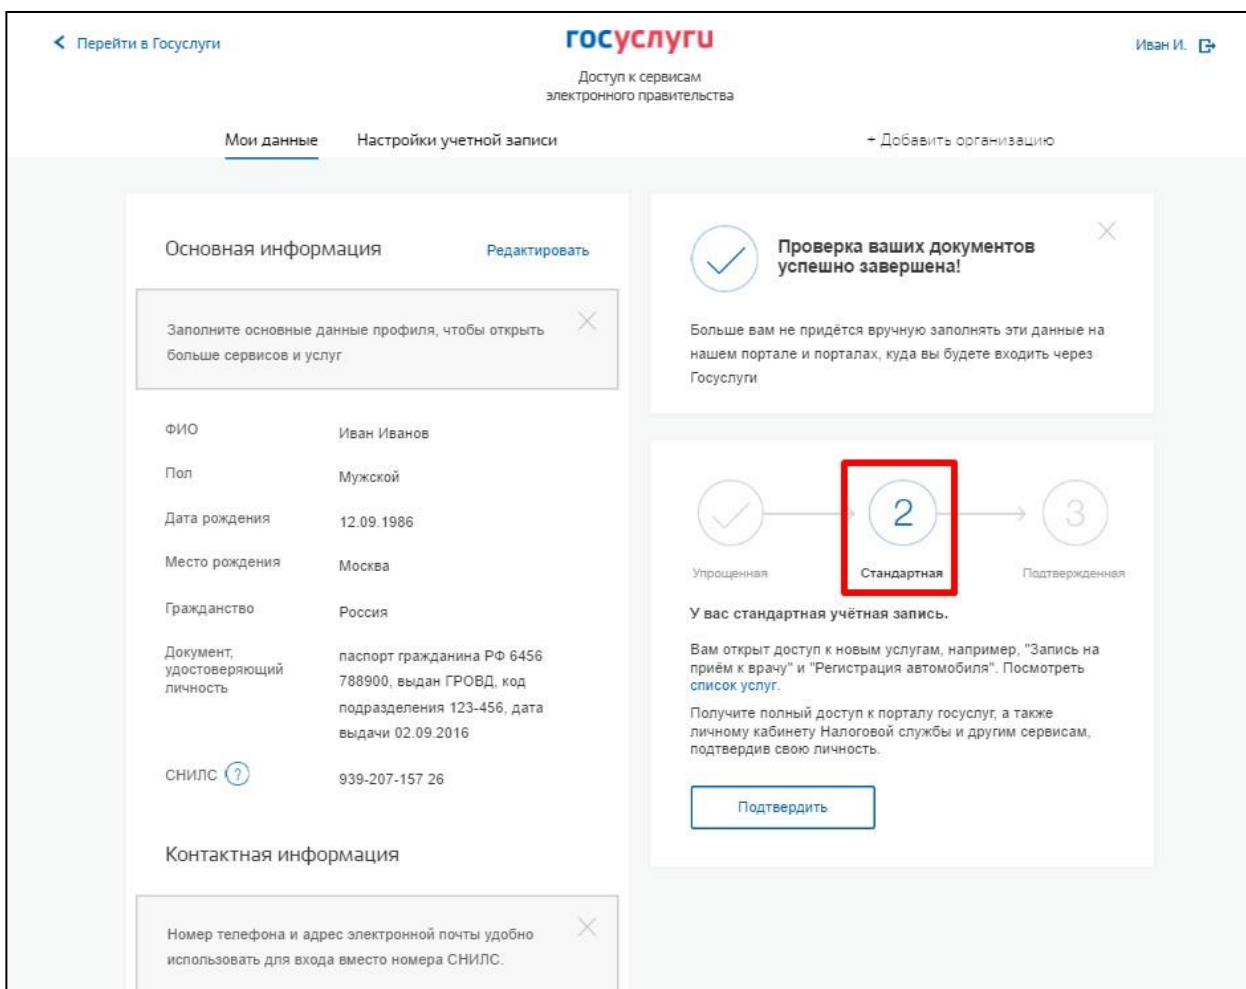 Перейти в Госуслуги
госуслуги
Иван И.
Доступ к сервисам
электронного правительства
Мои данные
Настройки учетной записи
+ Добавить организацию
Основная информация
Редактировать
Заполните основные данные профиля, чтобы открыть
больше сервисов и услуг
ФИО
Иван Иванов
Пол
Мужской
Дата рождения
12.09.1986
Место рождения
Москва
Гражданство
Россия
Документ,
удостоверяющий
личность
паспорт гражданина РФ 6456
788900, выдан ГРОВД, код
подразделения 123-456, дата
выдачи 02.09.2016
СНИЛС ?
939-207-157 26
Контактная информация
Номер телефона и адрес электронной почты удобно
использовать для входа вместо номера СНИЛС.
Проверка ваших документов
успешно завершена!
Больше вам не придётся вручную заполнять эти данные на
нашем портале и порталах, куда вы будете входить через
Госуслуги
2
3
Упрощенная
Стандартная
Подтвержденная
У вас стандартная учётная запись.
Вам открыт доступ к новым услугам, например, "Запись на
приём к врачу" и "Регистрация автомобиля". Посмотреть
список услуг.
Получите полный доступ к порталу госуслуг, а также
личному кабинету Налоговой службы и другим сервисам,
подтвердив свою личность.
Подтвердить